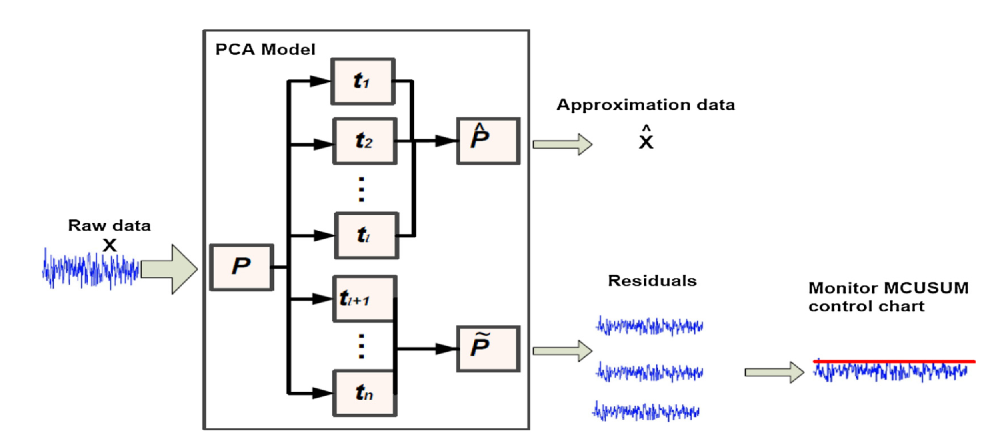 PCA Model
t1
Approximation data
P̂
t2
X̂
⋮
Raw data
X
tl
P
tl+1
Residuals
Monitor MCUSUM
control chart
⋮
P̃
tn